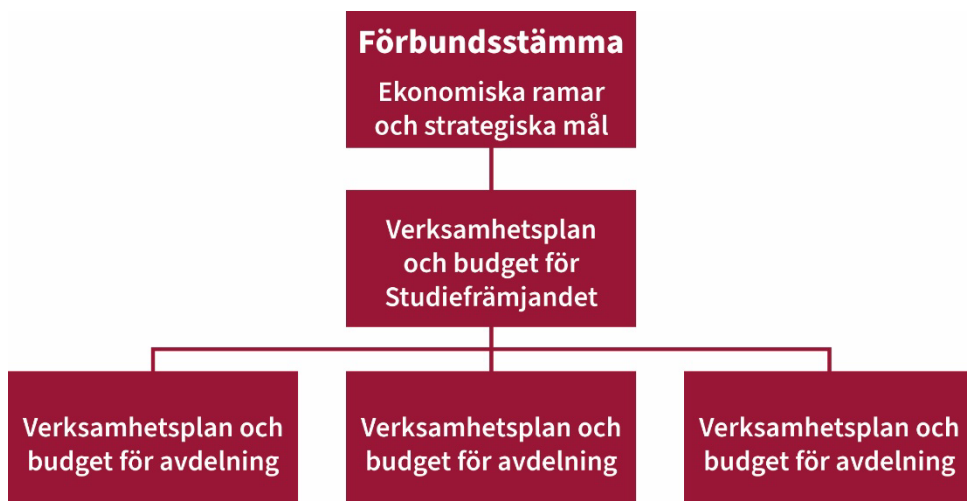 Förbundsstämma
Ekonomiska ramar
och strategiska mål
Verksamhetsplan
och budget för
Studiefrämjandet
Verksamhetsplan och
budget för avdelning
Verksamhetsplan och
budget för avdelning
Verksamhetsplan och
budget för avdelning